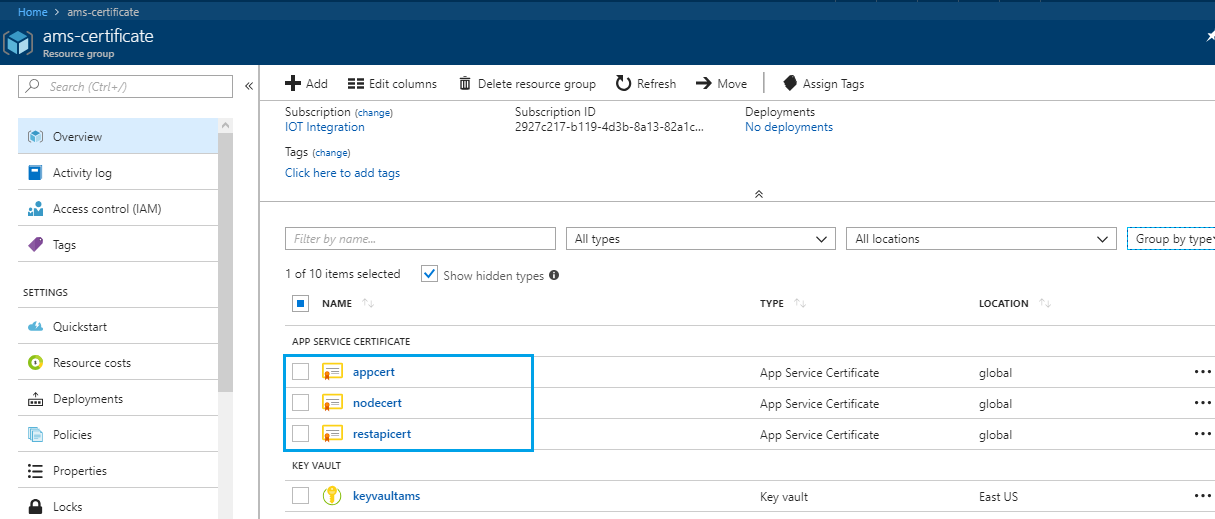 Home > ams-certificate
ams-certificate
Resource group
Search (Ctrl+/)
«
Overview
Activity log
Access control (IAM)
Tags
SETTINGS
Quickstart
Resource costs
Deployments
Policies
Properties
Locks
Add
Edit columns
Delete resource group
Refresh
Move
Assign Tags
Subscription (change)
IOT Integration
Subscription ID
2927c217-b119-4d3b-8a13-82a1c...
Deployments
No deployments
Tags (change)
Click here to add tags
Filter by name...
All types
All locations
Group by type
1 of 10 items selected
Show hidden types
NAME TYPE LOCATION
APP SERVICE CERTIFICATE
appcert App Service Certificate global
nodecert App Service Certificate global
restapicert App Service Certificate global
KEY VAULT
keyvaultams Key vault East US